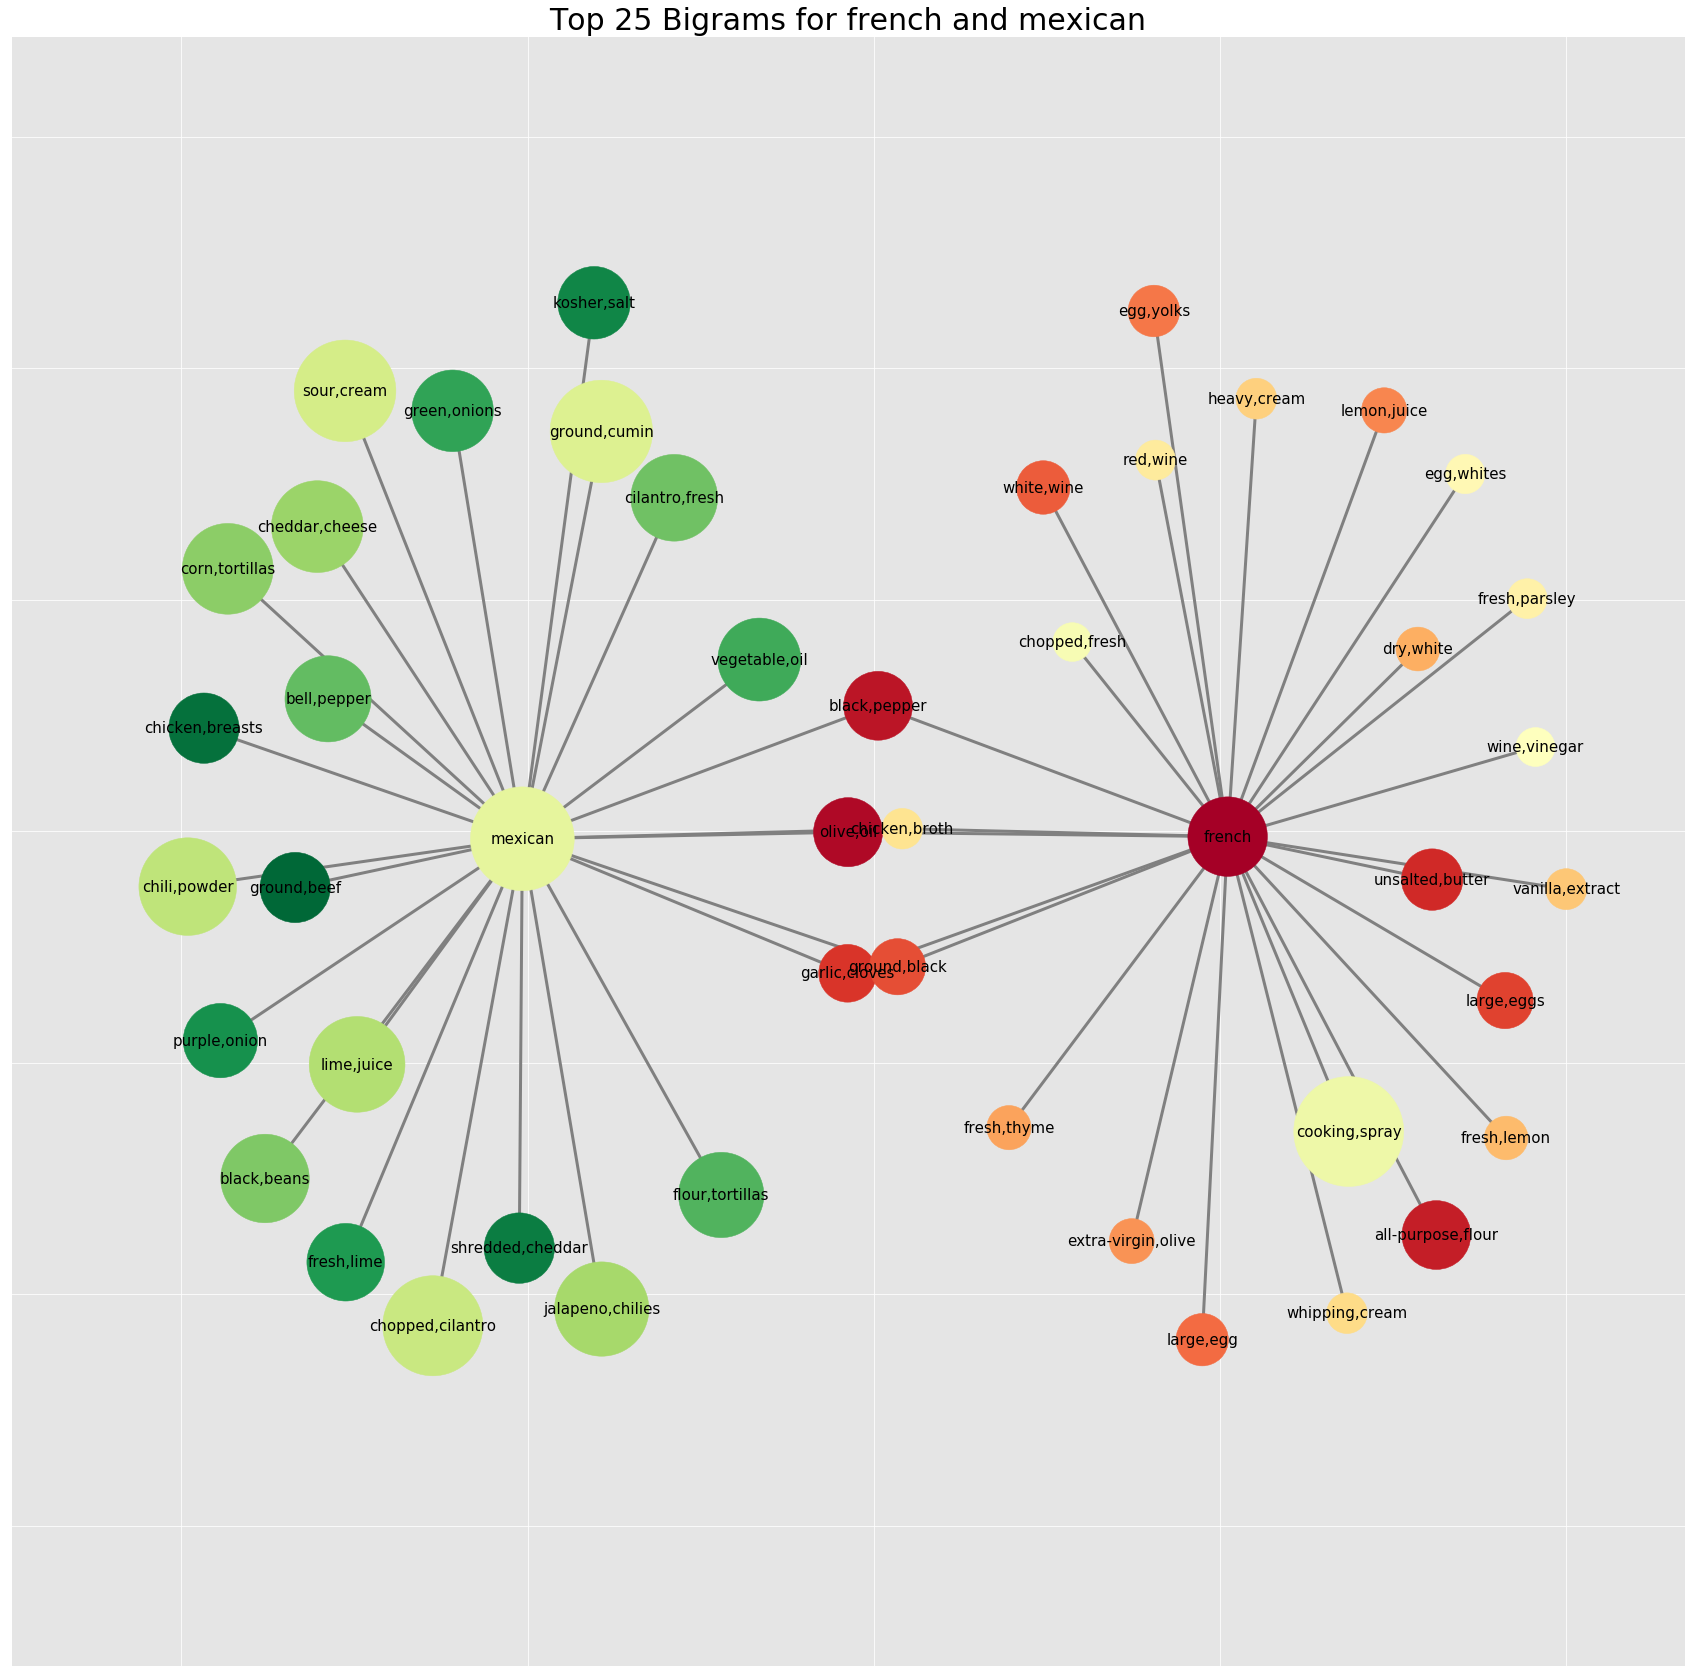 Top 25 Bigrams for french and mexican
kosher,salt
egg,yolks
sour,cream
green,onions
heavy,cream
lemon,juice
ground,cumin
red,wine
egg,whites
white,wine
cilantro,fresh
cheddar,cheese
corn,tortillas
fresh,parsley
chopped,fresh
dry,white
vegetable,oil
bell,pepper
black,pepper
chicken,breasts
wine,vinegar
olive,oil
chicken,broth
mexican
french
chili,powder
ground,beef
unsalted,butter
vanilla,extract
garlic,cloves
ground,black
large,eggs
purple,onion
lime,juice
fresh,thyme
cooking,spray
fresh,lemon
black,beans
flour,tortillas
all-purpose,flour
extra-virgin,olive
shredded,cheddar
fresh,lime
jalapeno,chilies
whipping,cream
chopped,cilantro
large,egg